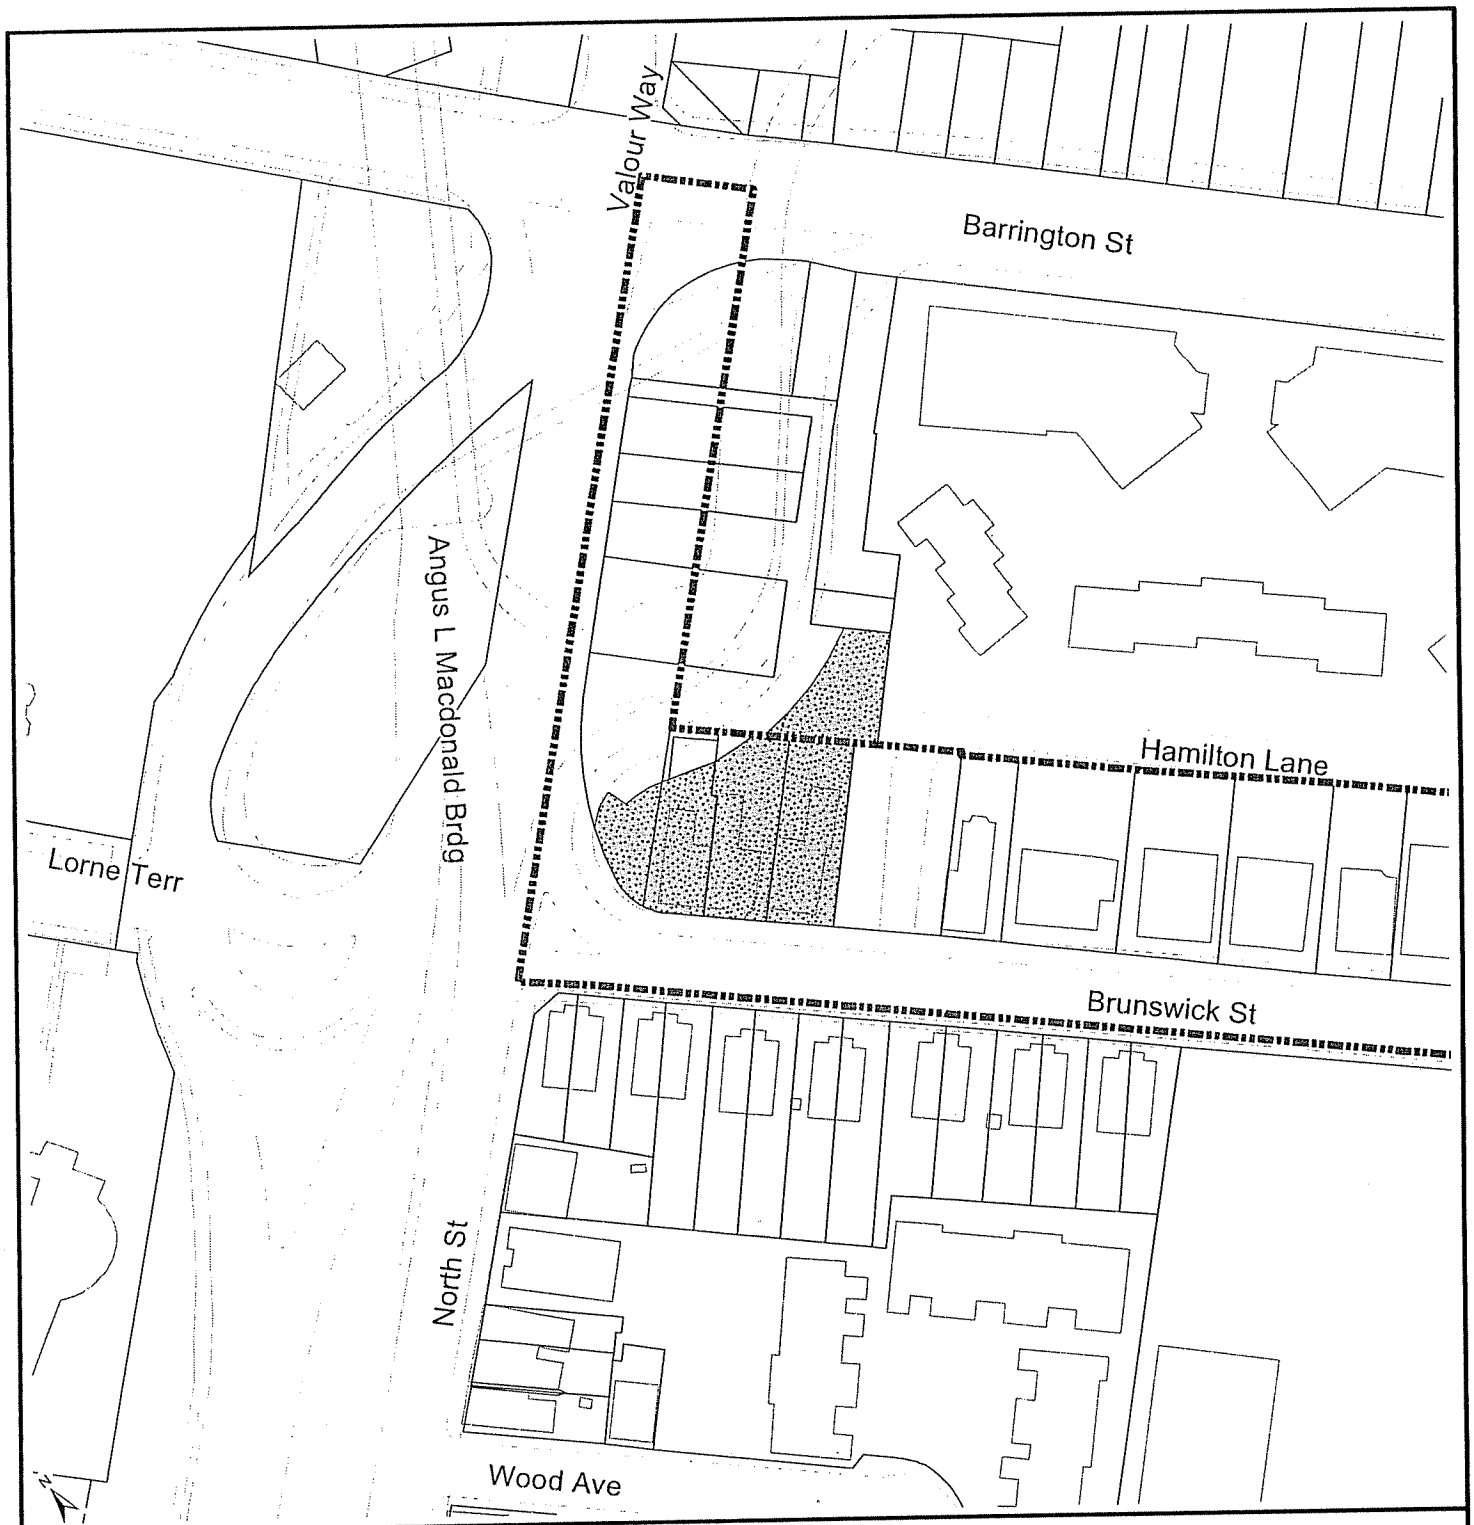 Valour Way
Barrington St
Angus L Macdonald Brdg
Hamilton Lane
Lorne Terr
Brunswick St
North St
Wood Ave
N